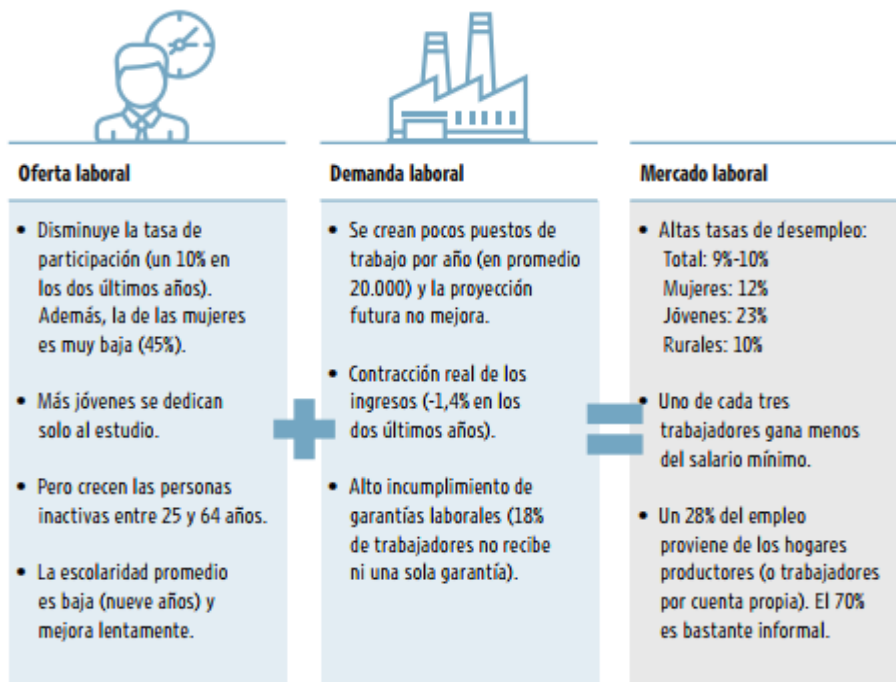 Oferta laboral
• Disminuye la tasa de
participación (un 10% en
los dos últimos años).
Además, la de las mujeres
es muy baja (45%).
• Más jóvenes se dedican
solo al estudio.
• Pero crecen las personas
inactivas entre 25 y 64 años.
• La escolaridad promedio
es baja (nueve años) y
mejora lentamente.
Demanda laboral
• Se crean pocos puestos de
trabajo por año (en promedio
20.000) y la proyección
futura no mejora.
• Contracción real de los
ingresos (-1,4% en los
dos últimos años).
• Alto incumplimiento de
garantías laborales (18%
de trabajadores no recibe
ni una sola garantía).
Mercado laboral
• Altas tasas de desempleo:
Total: 9%-10%
Mujeres: 12%
Jóvenes: 23%
Rurales: 10%
• Uno de cada tres
trabajadores gana menos
del salario mínimo.
• Un 28% del empleo
proviene de los hogares
productores (o trabajadores
por cuenta propia). El 70%
es bastante informal.